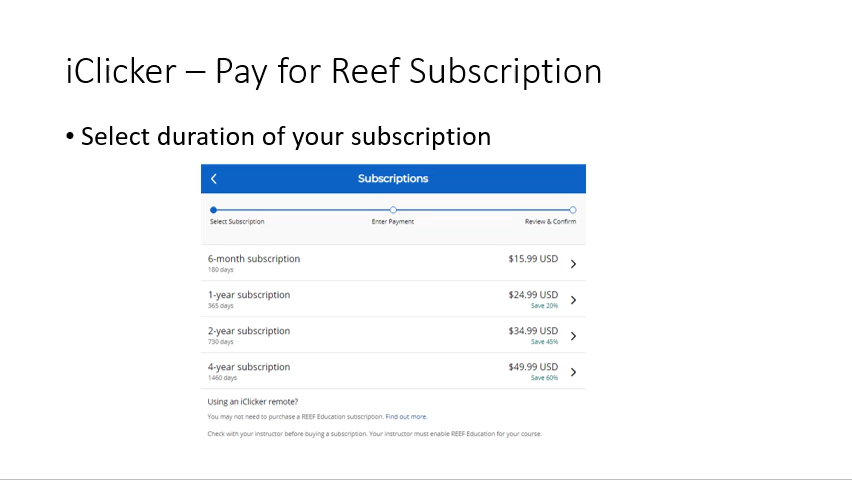 iClicker – Pay for Reef Subscription
• Select duration of your subscription
Subscriptions
Select Subscription Enter Payment Review & Confirm
6-month subscription $15.99 USD
180 days
1-year subscription $24.99 USD
365 days Save 20%
2-year subscription $34.99 USD
730 days Save 45%
4-year subscription $49.99 USD
1460 days Save 60%
Using an iClicker remote?
You may not need to purchase a REEF Education subscription. Find out more.
Check with your instructor before buying a subscription. Your instructor must enable REEF Education for your course.